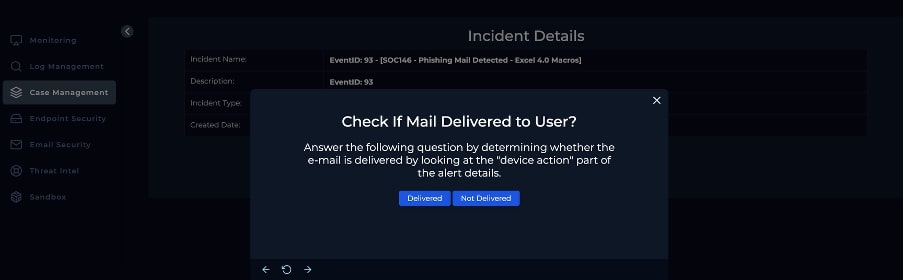 Incident Details
Monitoring
Incident Name: EventID: 93 - [SOC146 - Phishing Mail Detected - Excel 4.0 Macros]
Log Management
Description: EventID: 93
Case Management
Incident Type:
Endpoint Security
Created Date:
Email Security
Threat Intel
Sandbox
Check If Mail Delivered to User?
Answer the following question by determining whether the
e-mail is delivered by looking at the "device action" part of
the alert details.
Delivered Not Delivered